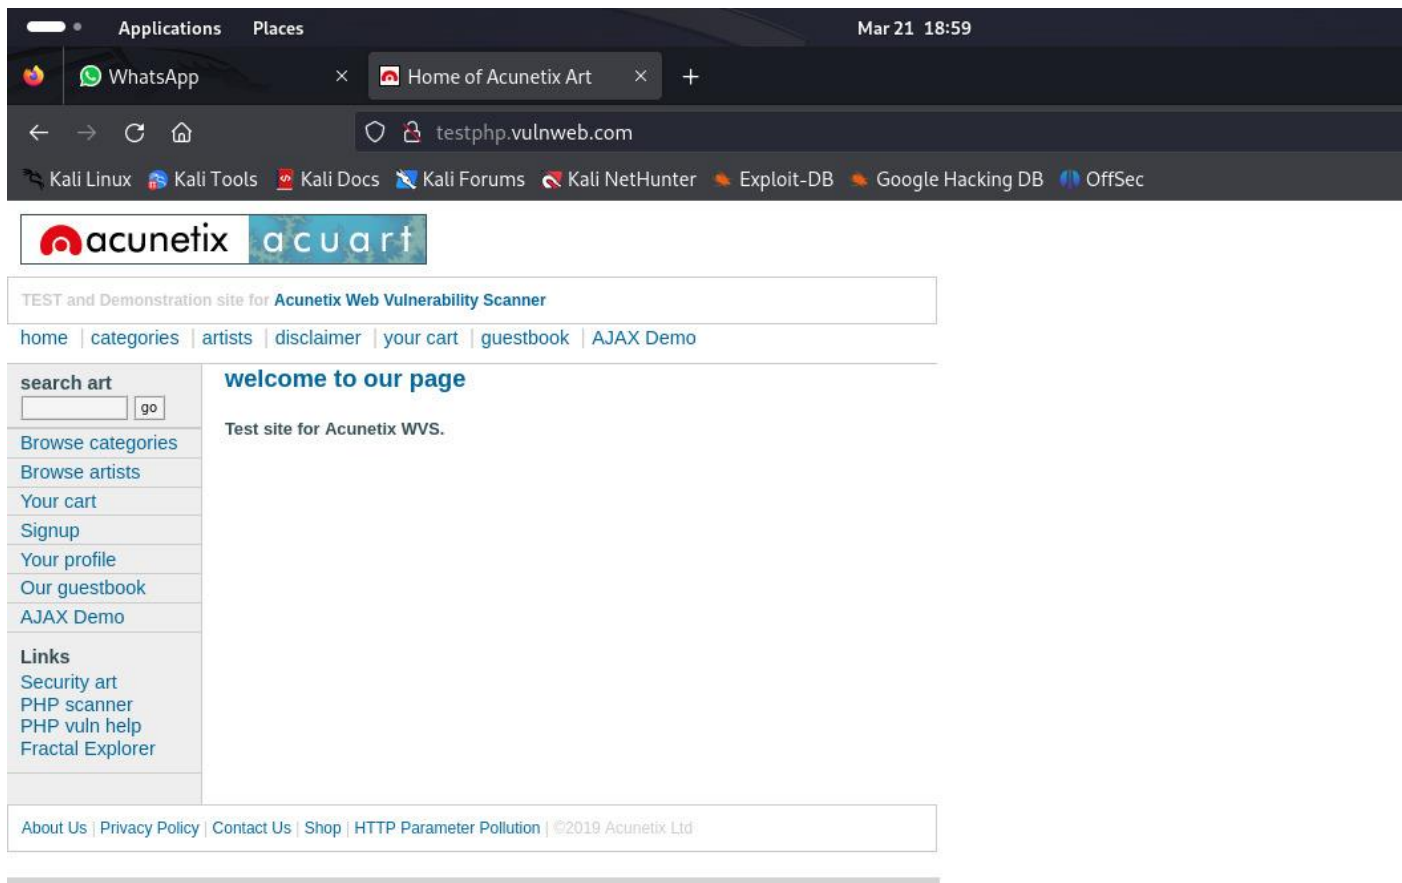 Applications Places Mar 21 18:59
WhatsApp × Home of Acunetix Art × +
testphp.vulnweb.com
Kali Linux Kali Tools Kali Docs Kali Forums Kali NetHunter Exploit-DB Google Hacking DB OffSec
acunetix acuart
TEST and Demonstration site for Acunetix Web Vulnerability Scanner
home | categories | artists | disclaimer | your cart | guestbook | AJAX Demo
search art
go
Browse categories
Browse artists
Your cart
Signup
Your profile
Our guestbook
AJAX Demo
Links
Security art
PHP scanner
PHP vuln help
Fractal Explorer
welcome to our page
Test site for Acunetix WVS.
About Us | Privacy Policy | Contact Us | Shop | HTTP Parameter Pollution | ©2019 Acunetix Ltd